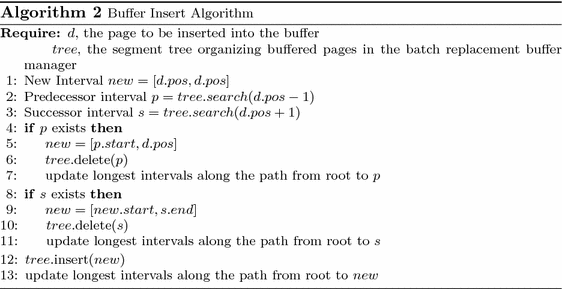 Algorithm 2 Buffer Insert Algorithm
Require: d, the page to be inserted into the buffer
tree, the segment tree organizing buffered pages in the batch replacement buffer
manager
1: New Interval new = [d.pos, d.pos]
2: Predecessor interval p = tree.search(d.pos − 1)
3: Successor interval s = tree.search(d.pos + 1)
4: if p exists then
5: new = [p.start, d.pos]
6: tree.delete(p)
7: update longest intervals along the path from root to p
8: if s exists then
9: new = [new.start, s.end]
10: tree.delete(s)
11: update longest intervals along the path from root to s
12: tree.insert(new)
13: update longest intervals along the path from root to new